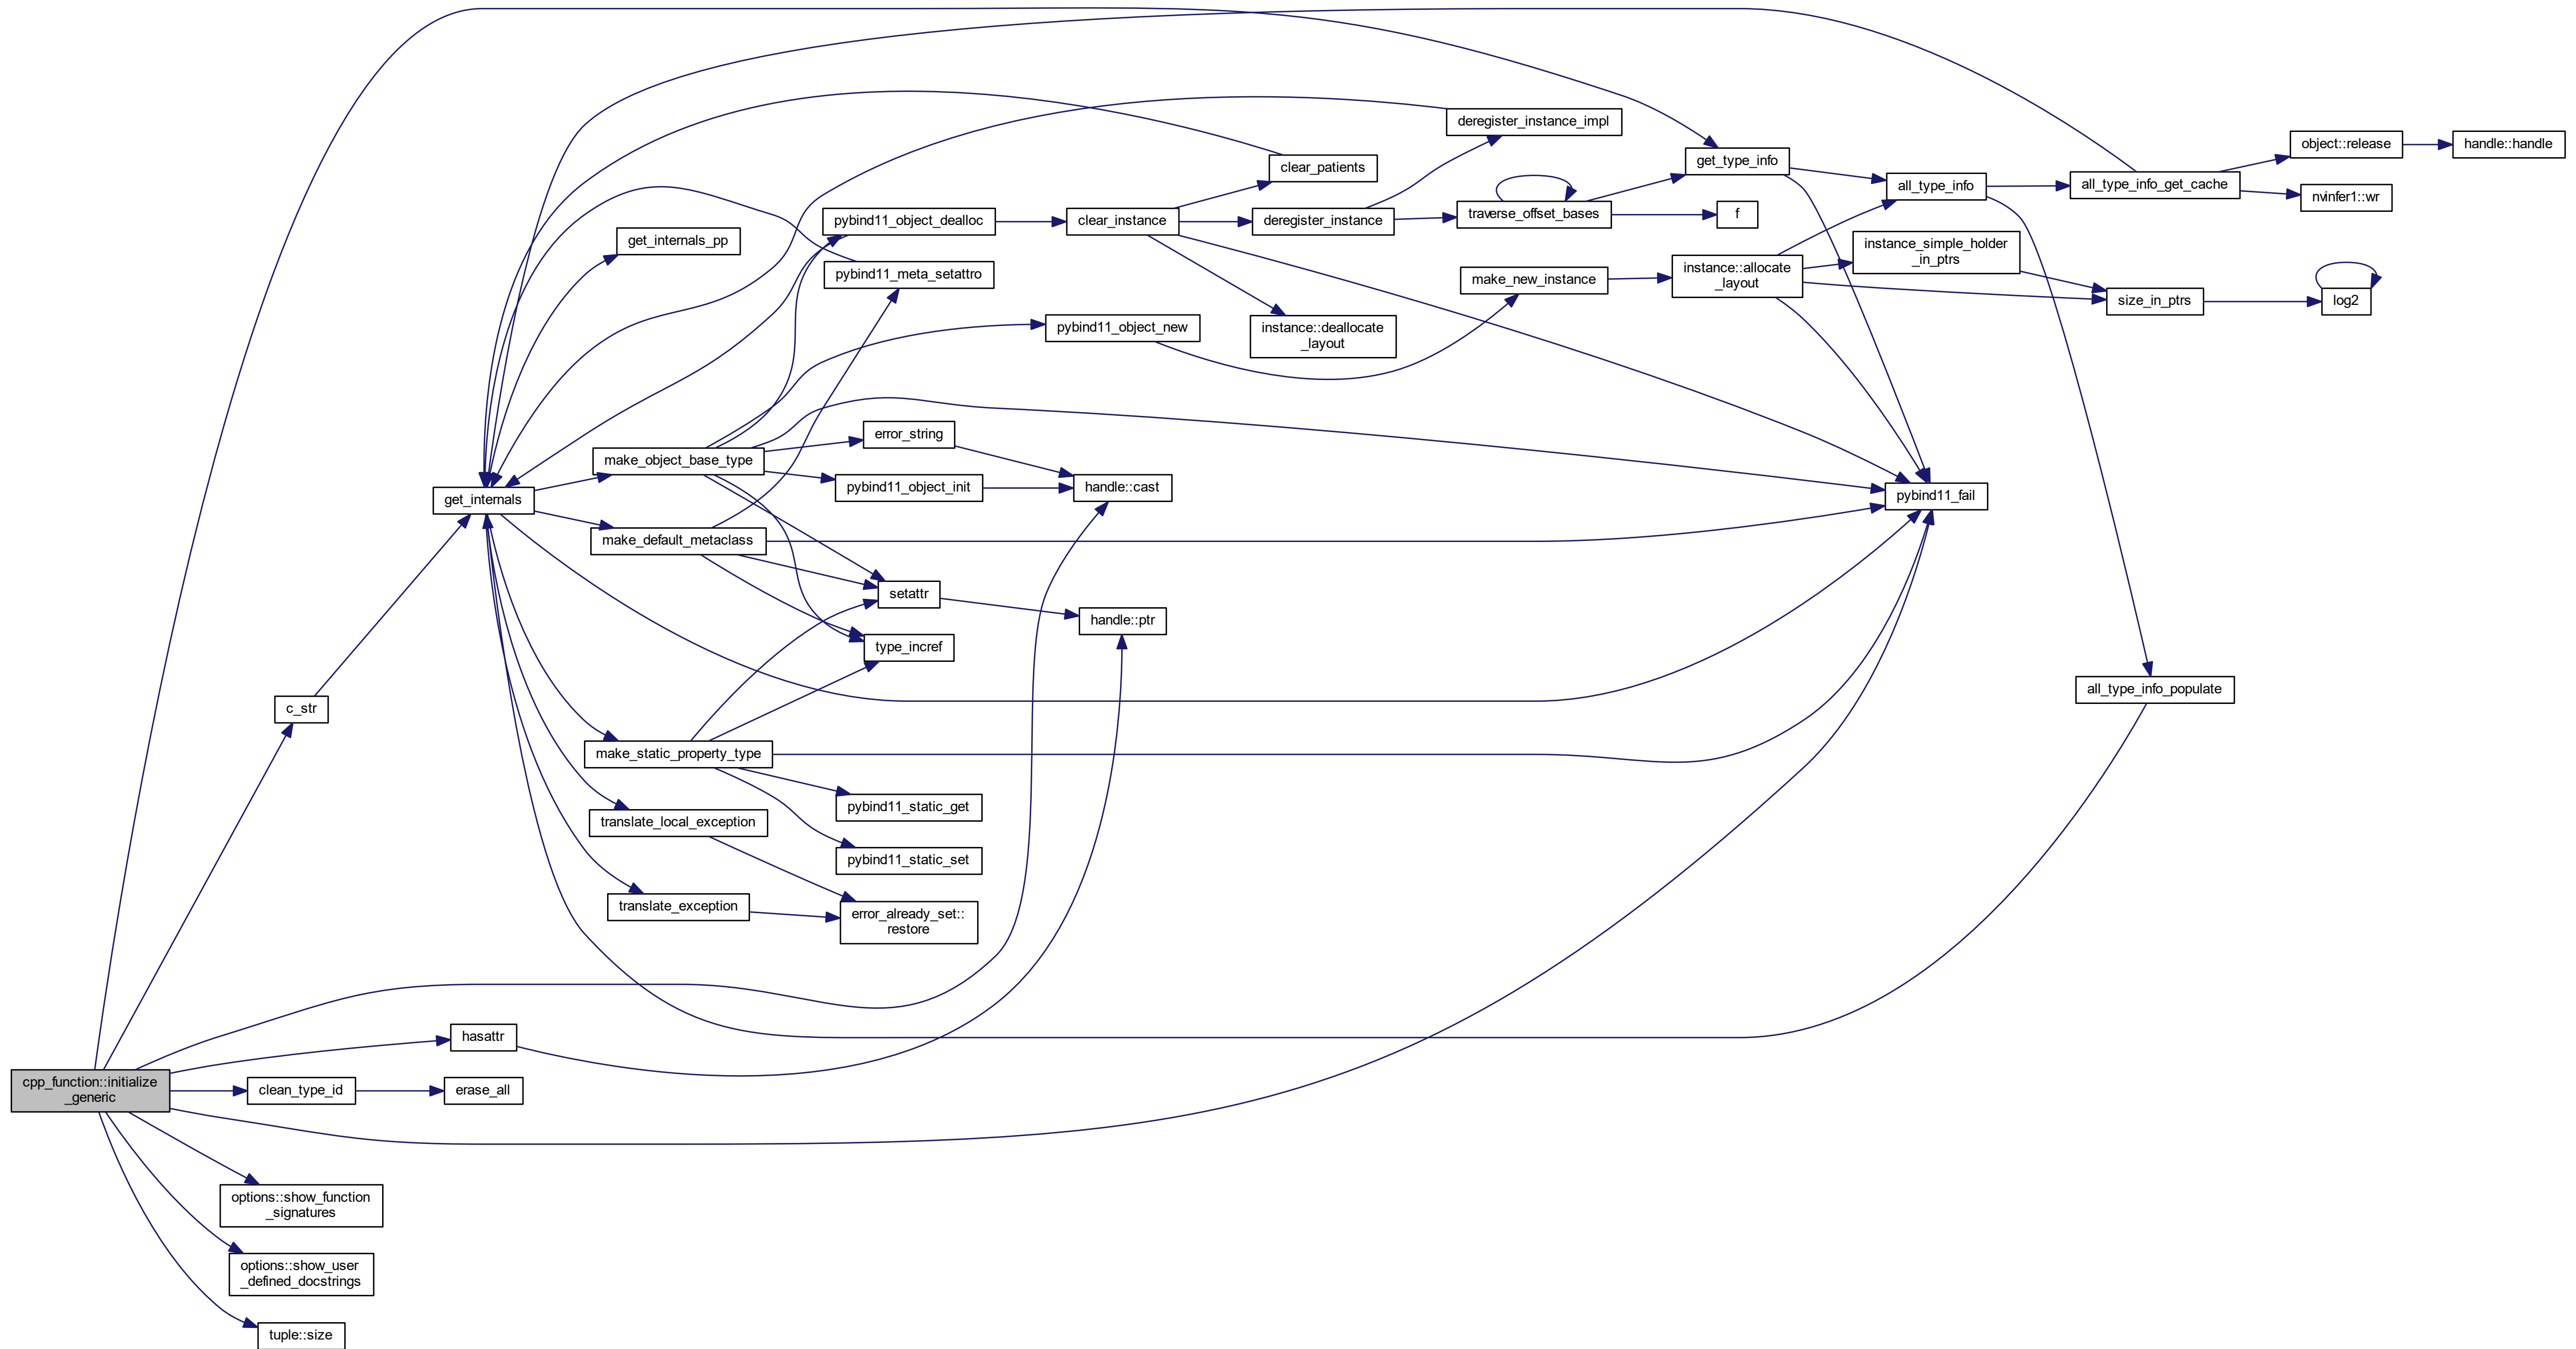 deregister_instance_impl
object::release
handle::handle
get_type_info
clear_patients
all_type_info
all_type_info_get_cache
nvinfer1::wr
pybind11_object_dealloc
clear_instance
deregister_instance
traverse_offset_bases
f
get_internals_pp
pybind11_meta_setattro
instance_simple_holder
_in_ptrs
make_new_instance
instance::allocate
_layout
size_in_ptrs
log2
pybind11_object_new
instance::deallocate
_layout
error_string
make_object_base_type
pybind11_object_init
handle::cast
get_internals
pybind11_fail
make_default_metaclass
setattr
handle::ptr
type_incref
all_type_info_populate
c_str
make_static_property_type
pybind11_static_get
translate_local_exception
pybind11_static_set
translate_exception
error_already_set::
restore
hasattr
cpp_function::initialize
_generic
clean_type_id
erase_all
options::show_function
_signatures
options::show_user
_defined_docstrings
tuple::size